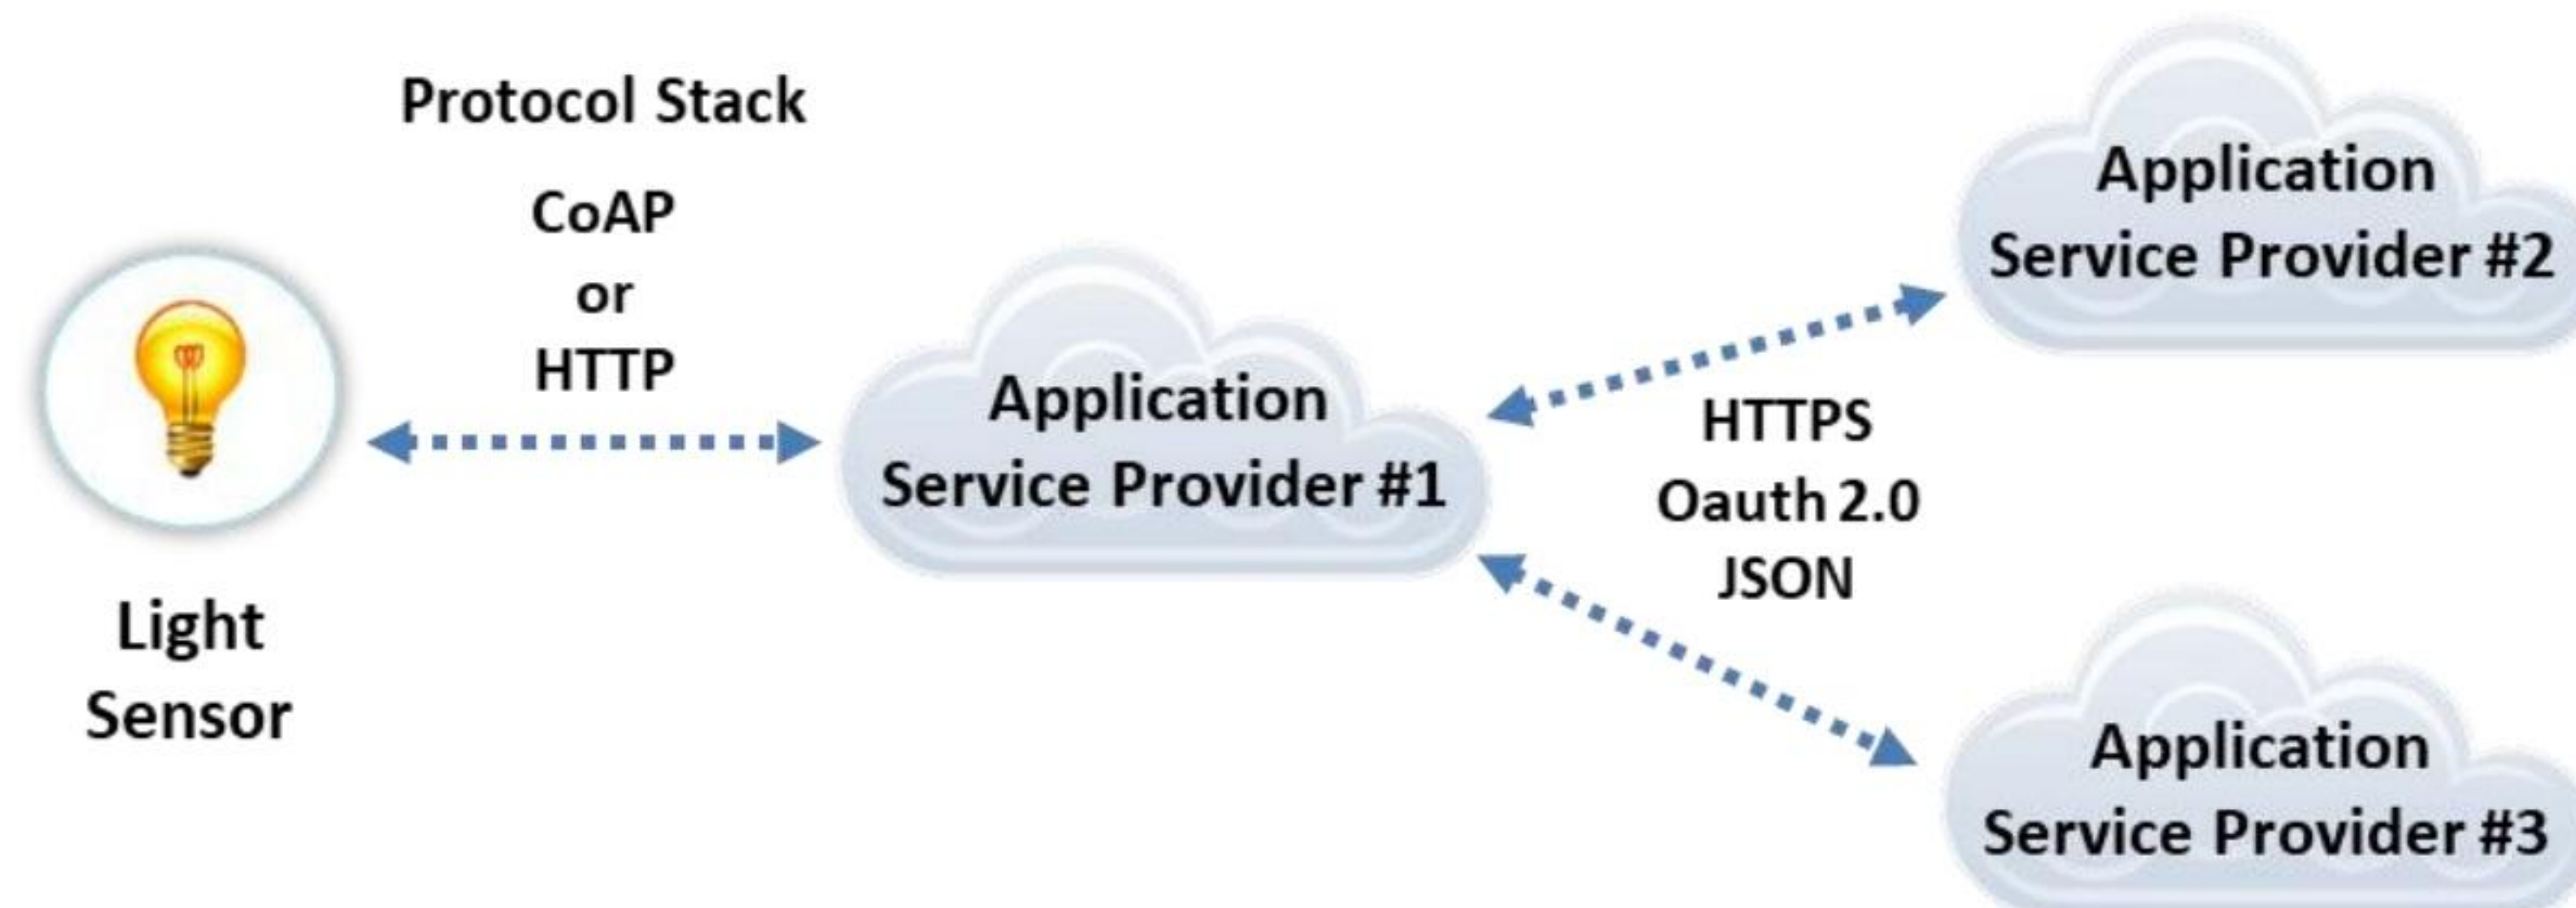 Protocol Stack
CoAP
or
HTTP
Light
Sensor
Application
Service Provider #1
HTTPS
Oauth 2.0
JSON
Application
Service Provider #2
Application
Service Provider #3